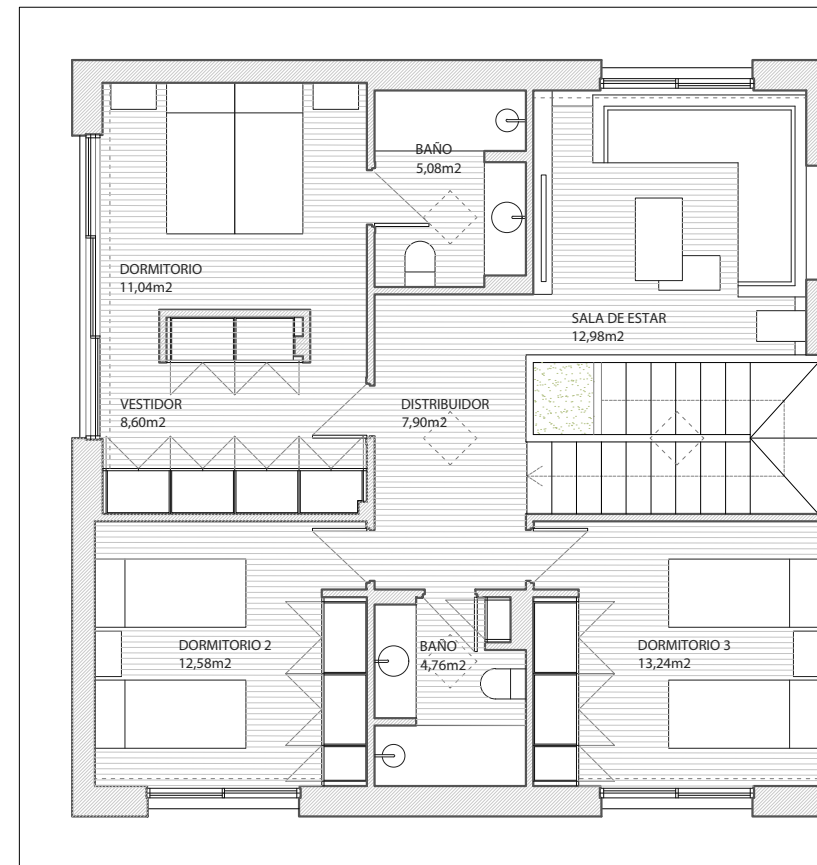 BAÑO
5,08m2
DORMITORIO
11,04m2
SALA DE ESTAR
12,98m2
VESTIDOR
8,60m2
DISTRIBUIDOR
7,90m2
DORMITORIO 2
12,58m2
BAÑO
4,76m2
DORMITORIO 3
13,24m2